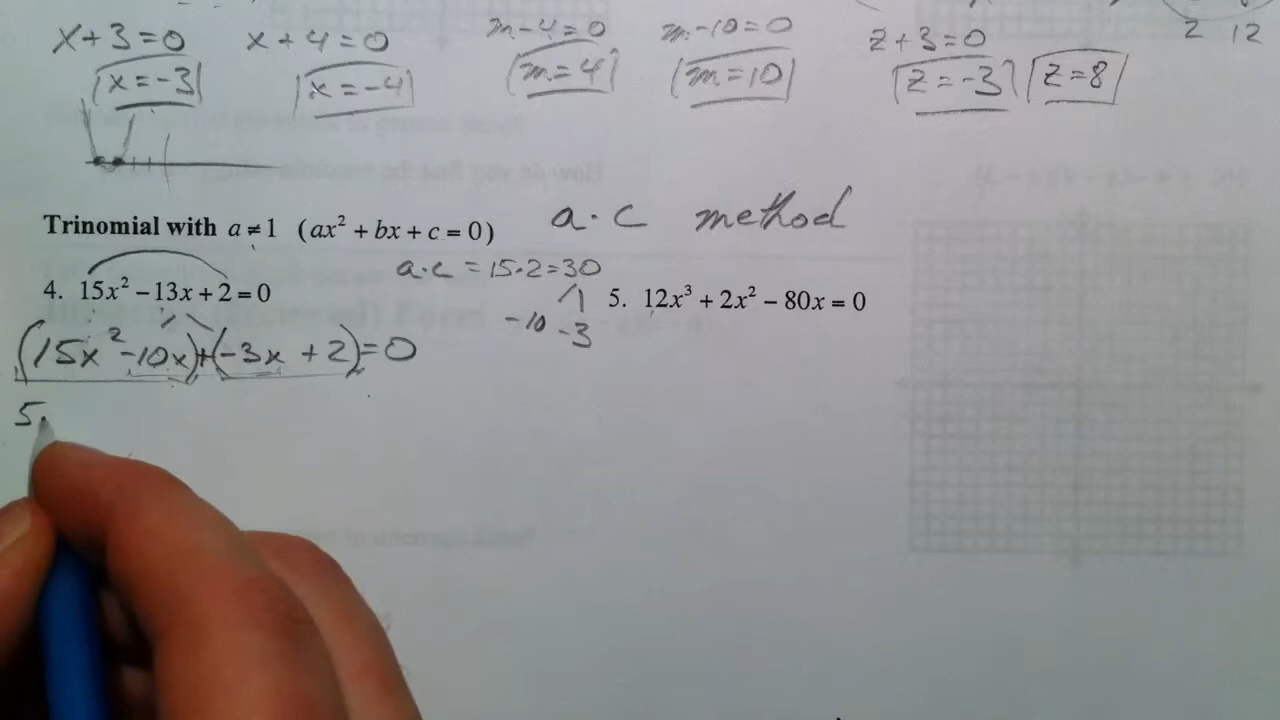 x+3=0 x+4=0 m-4=0 m-10=0 z+3=0 2 12
x=-3 x=-4 m=4 m=10 z=-3 z=8
Trinomial with a≠1 (ax² + bx + c = 0) a·c method
a·c = 15·2=30
4. 15x² – 13x + 2 = 0 5. 12x³ + 2x² – 80x = 0
-10 -3
(15x² -10x)+(-3x +2)=0
5